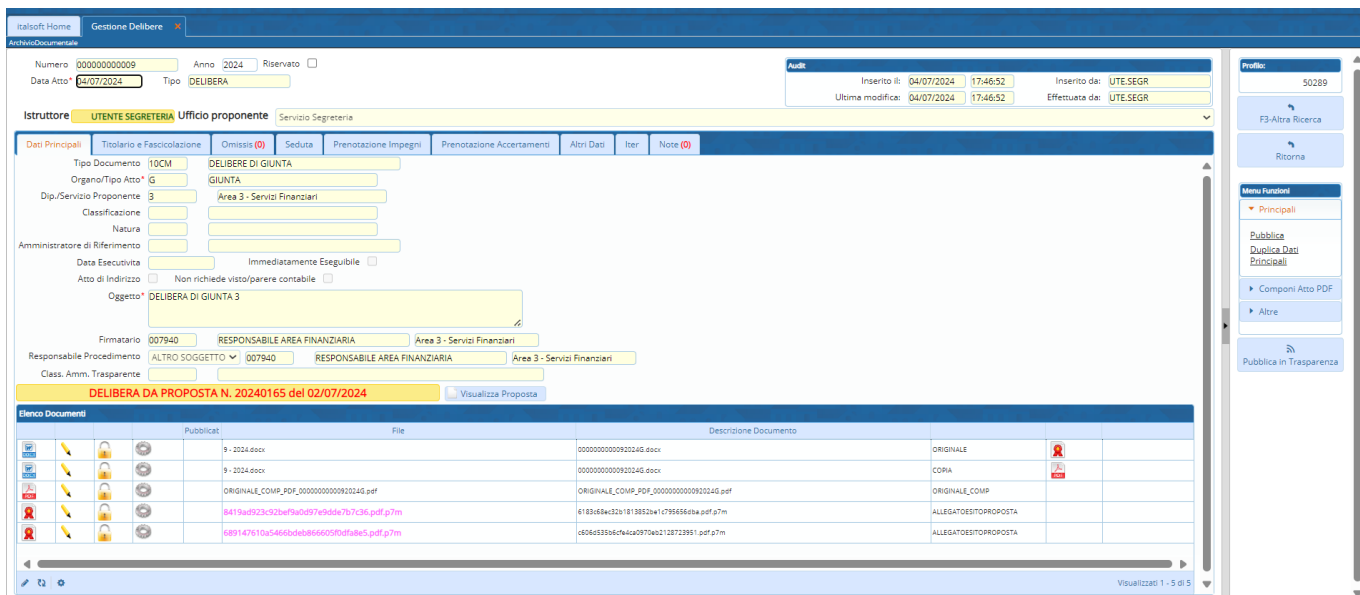 italsoft Home Gestione Delibere ×
ArchivioDocumentale
Numero 000000000009 Anno 2024 Riservato
Data Atto* 04/07/2024 Tipo DELIBERA
Audit
Inserito il: 04/07/2024 17:46:52 Inserito da: UTE.SEGR
Ultima modifica: 04/07/2024 17:46:52 Effettuata da: UTE.SEGR
Istruttore UTENTE SEGRETERIA Ufficio proponente Servizio Segreteria
Dati Principali Titolario e Fascicolazione Omissis (0) Seduta Prenotazione Impegni Prenotazione Accertamenti Altri Dati Iter Note (0)
Tipo Documento 10CM DELIBERE DI GIUNTA
Organo/Tipo Atto* G GIUNTA
Dip./Servizio Proponente 3 Area 3 - Servizi Finanziari
Classificazione
Natura
Amministratore di Riferimento
Data Esecutivita Immediatamente Eseguibile
Atto di Indirizzo Non richiede visto/parere contabile
Oggetto* DELIBERA DI GIUNTA 3
Firmatario 007940 RESPONSABILE AREA FINANZIARIA Area 3 - Servizi Finanziari
Responsabile Procedimento ALTRO SOGGETTO 007940 RESPONSABILE AREA FINANZIARIA Area 3 - Servizi Finanziari
Class. Amm. Trasparente
DELIBERA DA PROPOSTA N. 20240165 del 02/07/2024 Visualizza Proposta
Elenco Documenti
Pubblicat File Descrizione Documento
9 - 2024.docx 0000000000092024G.docx ORIGINALE
9 - 2024.docx 0000000000092024G.docx COPIA
ORIGINALE_COMP_PDF_0000000000092024G.pdf ORIGINALE_COMP_PDF_0000000000092024G.pdf ORIGINALE_COMP
8419ad923c92bef9a0d97e9dde7b7c36.pdf.p7m 6183c68ec32b1813852be1c795656dba.pdf.p7m ALLEGATOESITOPROPOSTA
689147610a5466bdeb866605f0dfa8e5.pdf.p7m c606d535b6cfe4ca0970eb2128723951.pdf.p7m ALLEGATOESITOPROPOSTA
Visualizzati 1 - 5 di 5
Profilo:
50289
F3-Altra Ricerca
Ritorna
Menu Funzioni
Principali
Pubblica
Duplica Dati
Principali
Componi Atto PDF
Altre
Pubblica in Trasparenza